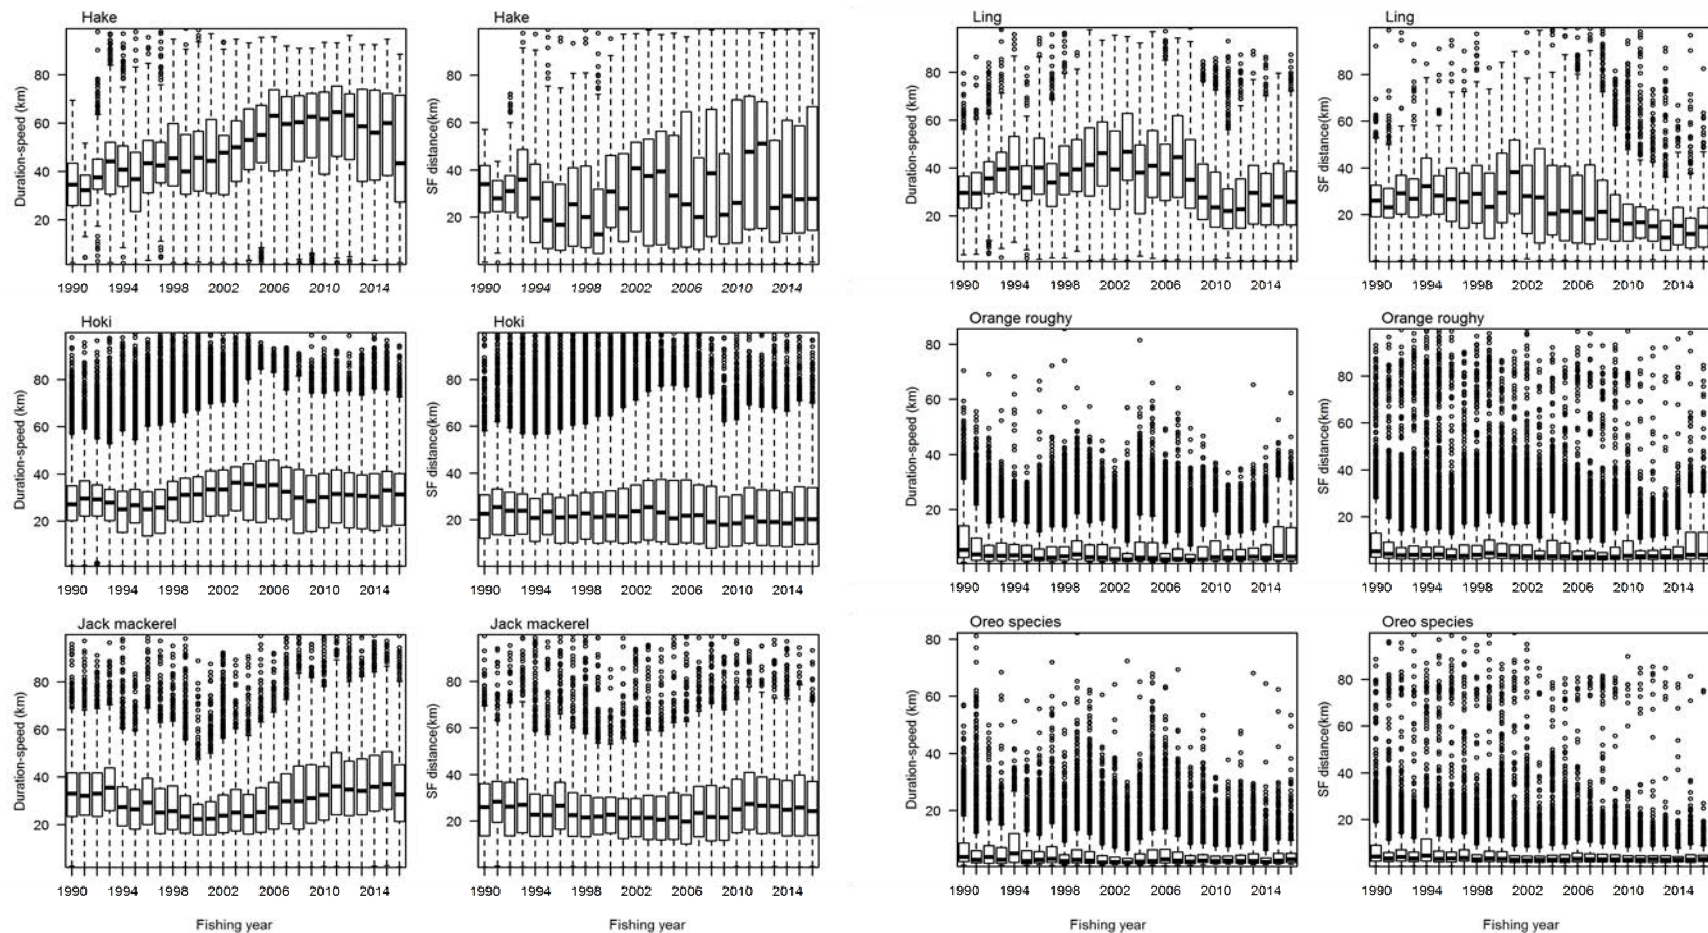 Hake
Duration-speed (km)
20 40 60 80
1990 1994 1998 2002 2006 2010 2014
Hake
SF distance(km)
20 40 60 80
1990 1994 1998 2002 2006 2010 2014
Ling
Duration-speed (km)
20 40 60 80
1990 1994 1998 2002 2006 2010 2014
Ling
SF distance(km)
20 40 60 80
1990 1994 1998 2002 2006 2010 2014
Hoki
Duration-speed (km)
20 40 60 80
1990 1994 1998 2002 2006 2010 2014
Hoki
SF distance(km)
20 40 60 80
1990 1994 1998 2002 2006 2010 2014
Orange roughy
Duration-speed (km)
20 40 60 80
1990 1994 1998 2002 2006 2010 2014
Orange roughy
SF distance(km)
20 40 60 80
1990 1994 1998 2002 2006 2010 2014
Jack mackerel
Duration-speed (km)
20 40 60 80
1990 1994 1998 2002 2006 2010 2014
Fishing year
Jack mackerel
SF distance(km)
20 40 60 80
1990 1994 1998 2002 2006 2010 2014
Fishing year
Oreo species
Duration-speed (km)
20 40 60 80
1990 1994 1998 2002 2006 2010 2014
Fishing year
Oreo species
SF distance(km)
20 40 60 80
1990 1994 1998 2002 2006 2010 2014
Fishing year